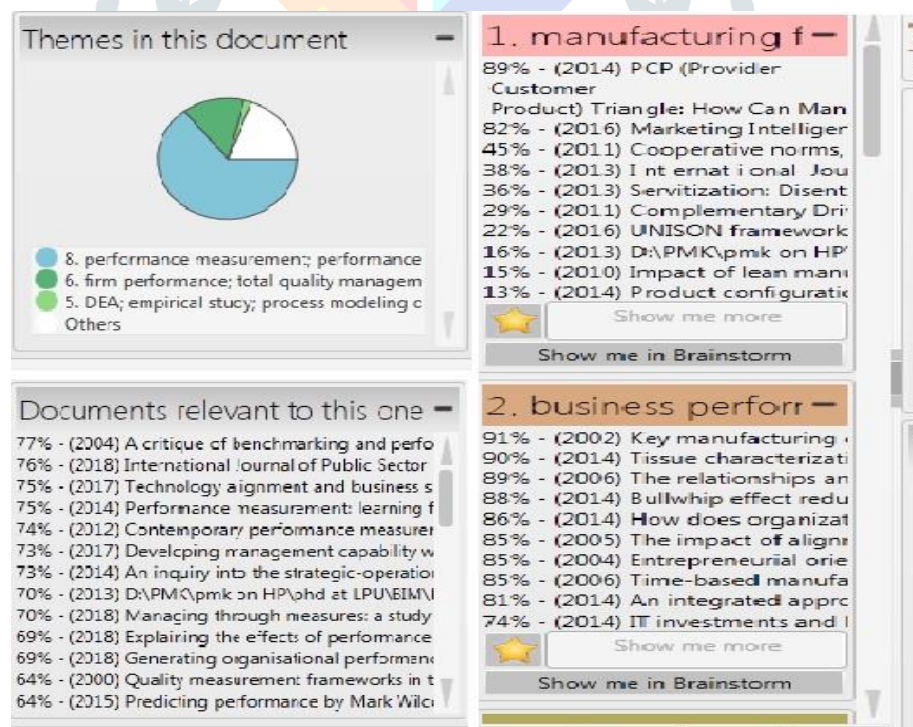 Themes in this document
8. performance measurement; performance
6. firm performance; total quality managem
5. DEA; empirical study; process modeling c
Others
Documents relevant to this one
77% - (2004) A critique of benchmarking and perfo
76% - (2018) International Journal of Public Sector
75% - (2017) Technology alignment and business s
75% - (2014) Performance measurement: learning f
74% - (2012) Contemporary performance measurer
73% - (2017) Developing management capability w
73% - (2014) An inquiry into the strategic-operatio
70% - (2013) D:\PMK\pmk on HP\phd at LPU\BIM\
70% - (2018) Managing through measures: a study
69% - (2018) Explaining the effects of performance
69% - (2018) Generating organisational performan
64% - (2000) Quality measurement frameworks in t
64% - (2015) Predicting performance by Mark Wilc
1. manufacturing f
89% - (2014) PCP (Provider
Customer
Product) Triangle: How Can Man
82% - (2016) Marketing Intelligen
45% - (2011) Cooperative norms,
38% - (2013) I nt ernat i onal Jou
36% - (2013) Servitization: Disent
29% - (2011) Complementary Dri
22% - (2016) UNISON framework
16% - (2013) D:\PMK\pmk on HP
15% - (2010) Impact of lean manu
13% - (2014) Product configuratic
Show me more
Show me in Brainstorm
2. business perforr
91% - (2002) Key manufacturing
90% - (2014) Tissue characterizati
89% - (2006) The relationships an
88% - (2014) Bullwhip effect redu
86% - (2014) How does organizat
85% - (2005) The impact of alignr
85% - (2004) Entrepreneurial orie
85% - (2006) Time-based manufa
81% - (2014) An integrated appro
74% - (2014) IT investments and
Show me more
Show me in Brainstorm